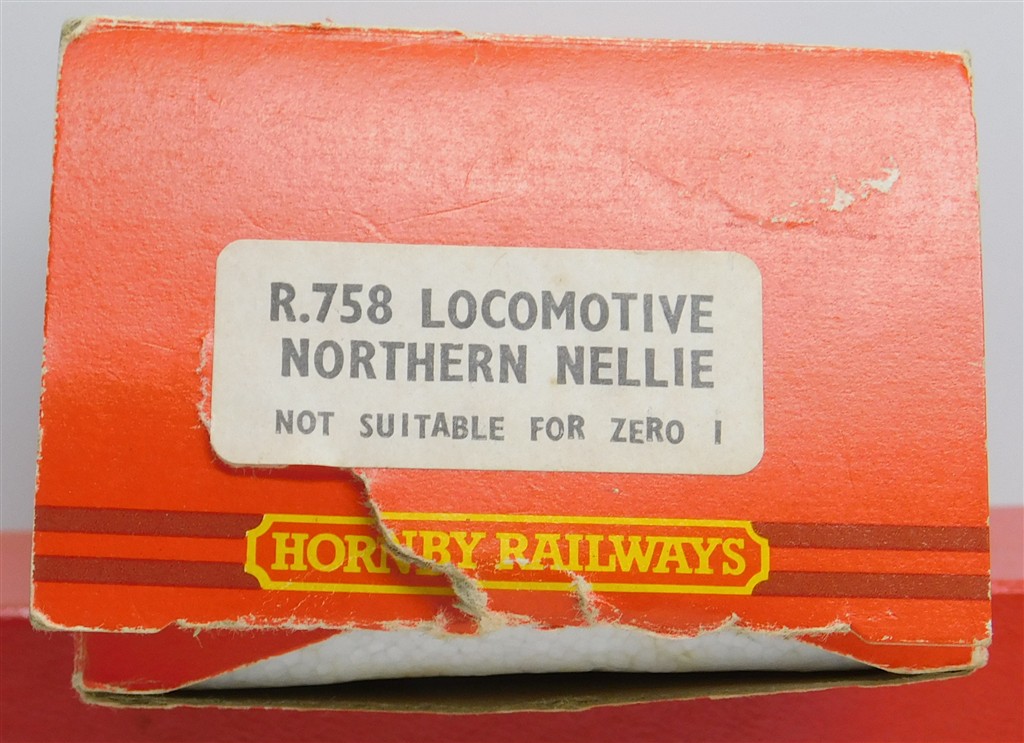 R.758 LOCOMOTIVE
NORTHERN NELLIE
NOT SUITABLE FOR ZERO 1
HORNBY RAILWAYS